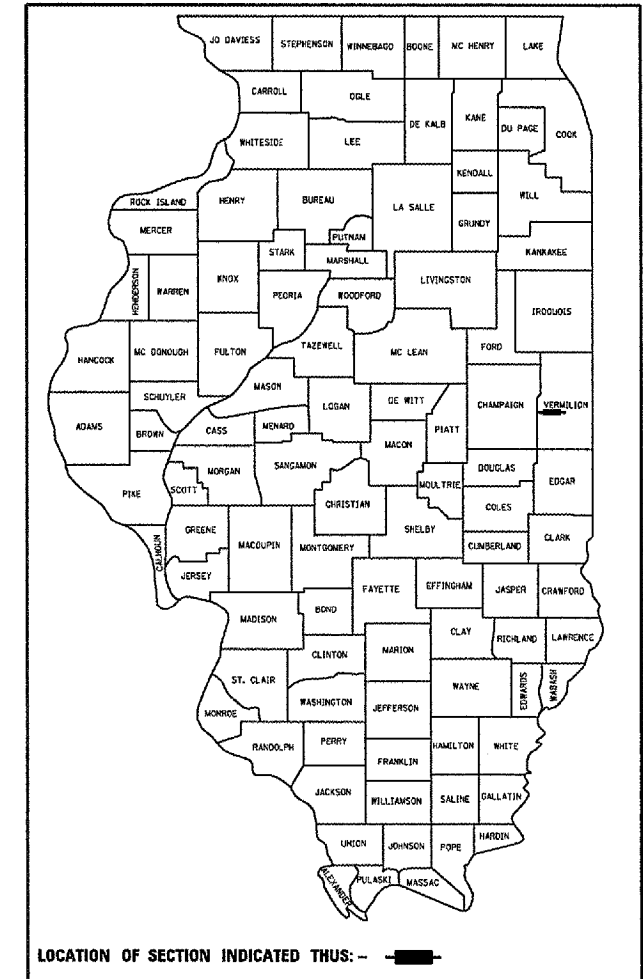 JO DAVIESS STEPHENSON WINNEBAGO BOONE MC HENRY LAKE
CARROLL OGLE
DE KALB KANE DU PAGE COOK
WHITESIDE LEE
KENDALL
ROCK ISLAND HENRY BUREAU LA SALLE WILL
GRUNDY
MERCER PUTNAM
STARK MARSHALL KANKAKEE
HENDERSON WARREN KNOX PEORIA WOODFORD LIVINGSTON
IROQUOIS
HANCOCK MC DONOUGH FULTON TAZEWELL MC LEAN FORD
MASON
SCHUYLER LOGAN DE WITT CHAMPAIGN VERMILION
ADAMS BROWN CASS MENARD MACON PIATT
MORGAN SANGAMON DOUGLAS EDGAR
PIKE SCOTT CHRISTIAN MOULTRIE COLES
SHELBY
CALHOUN GREENE MACOUPIN MONTGOMERY CUMBERLAND CLARK
JERSEY FAYETTE EFFINGHAM JASPER CRAWFORD
MADISON BOND
CLAY RICHLAND LAWRENCE
CLINTON MARION
ST. CLAIR WAYNE EDWARDS WABASH
MONROE WASHINGTON JEFFERSON
RANDOLPH PERRY HAMILTON WHITE
FRANKLIN
JACKSON WILLIAMSON SALINE GALLATIN
UNION JOHNSON POPE HARDIN
ALEXANDER PULASKI MASSAC
LOCATION OF SECTION INDICATED THUS: -